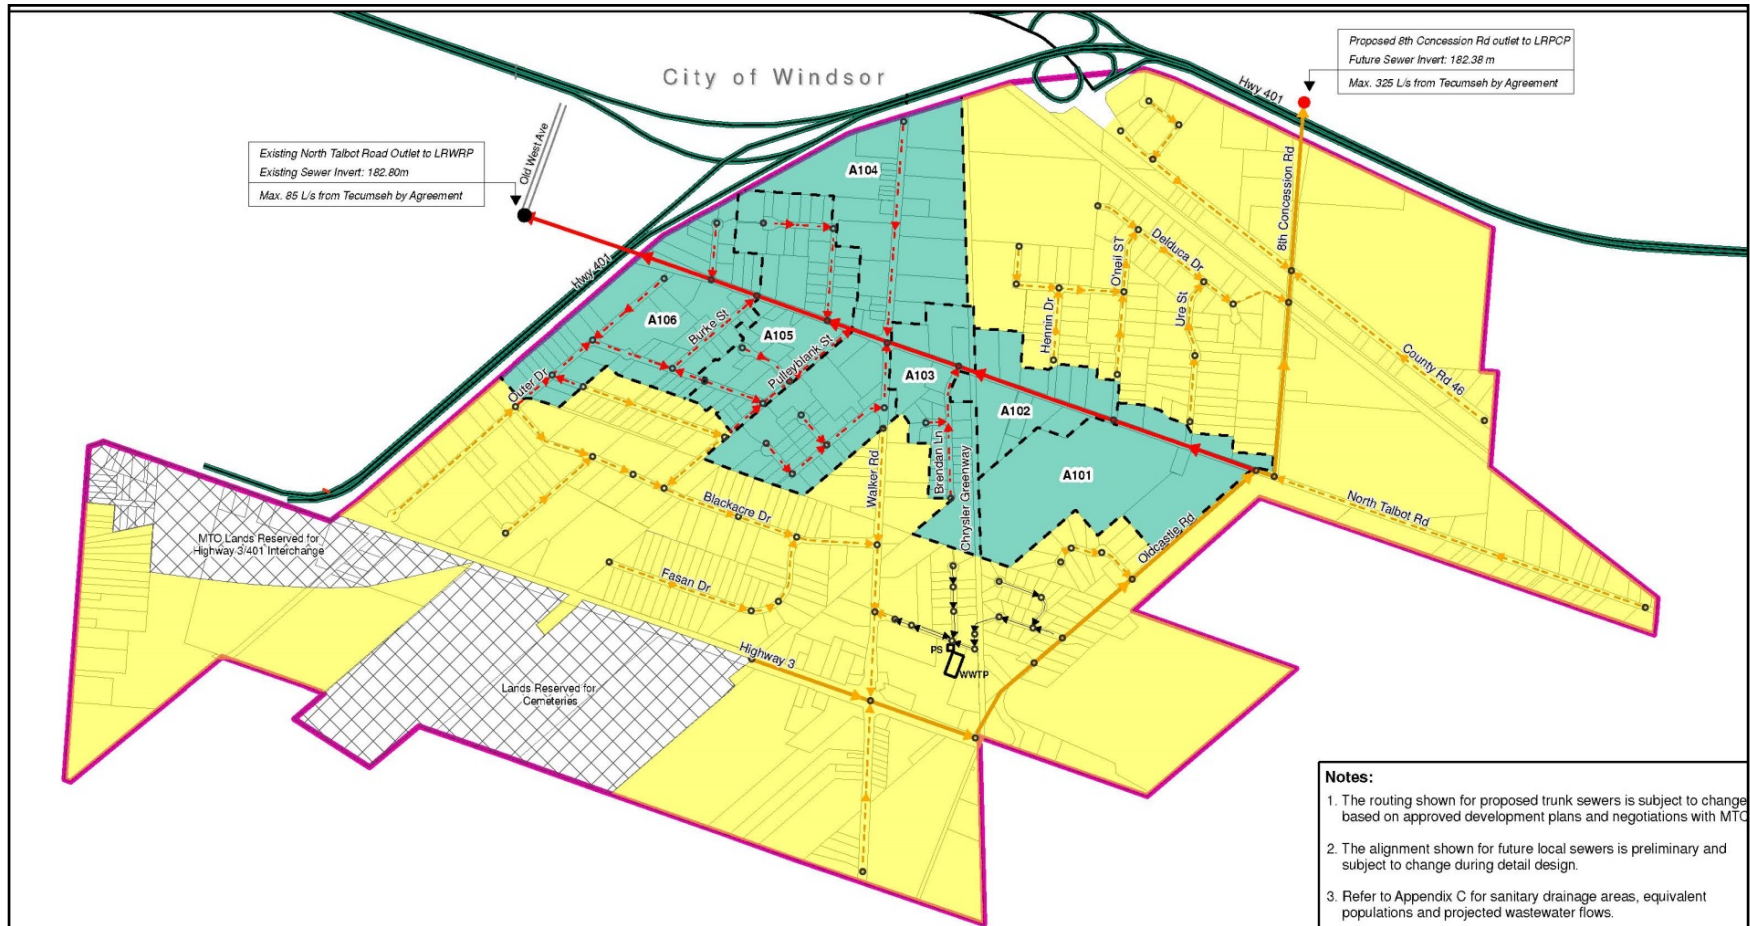 City of Windsor
Proposed 8th Concession Rd outlet to LRPCP
Future Sewer Invert: 182.38 m
Max. 325 L/s from Tecumseh by Agreement
Hwy 401
Existing North Talbot Road Outlet to LRWRP
Existing Sewer Invert: 182.80m
Max. 85 L/s from Tecumseh by Agreement
Old West Ave
A104
8th Concession Rd
O'neil ST
Delduca Dr
Hwy 401
Hennin Dr
Ure St
A106
Burke St
A105
Pulleyblank St
County Rd 46
A103
Outer Dr
A102
Brendan Ln
Chrysler Greenway
Walker Rd
A101
Blackacre Dr
Oldcastle Rd
North Talbot Rd
MTO Lands Reserved for
Highway 3/401 Interchange
Fasan Dr
Highway 3
PS
WWTP
Lands Reserved for
Cemeteries
Notes:
1. The routing shown for proposed trunk sewers is subject to change
based on approved development plans and negotiations with MTO
2. The alignment shown for future local sewers is preliminary and
subject to change during detail design.
3. Refer to Appendix C for sanitary drainage areas, equivalent
populations and projected wastewater flows.